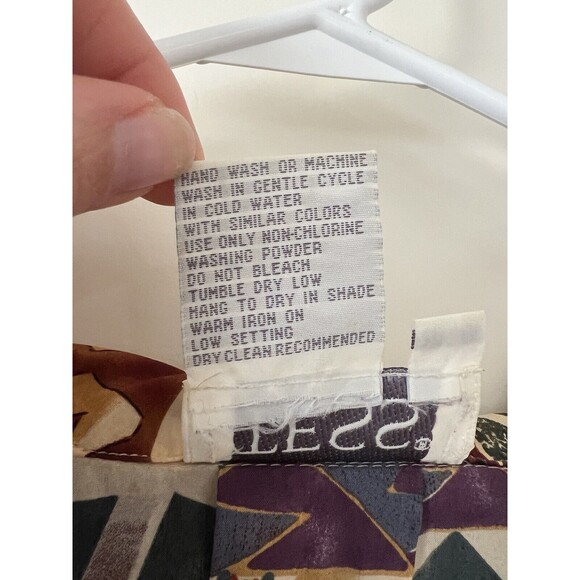 HAND WASH OR MACHINE
WASH IN GENTLE CYCLE
IN COLD WATER
WITH SIMILAR COLORS
USE ONLY NON-CHLORINE
WASHING POWDER
DO NOT BLEACH
TUMBLE DRY LOW
HANG TO DRY IN SHADE
WARM IRON ON
LOW SETTING
DRY CLEAN RECOMMENDED
TESS®